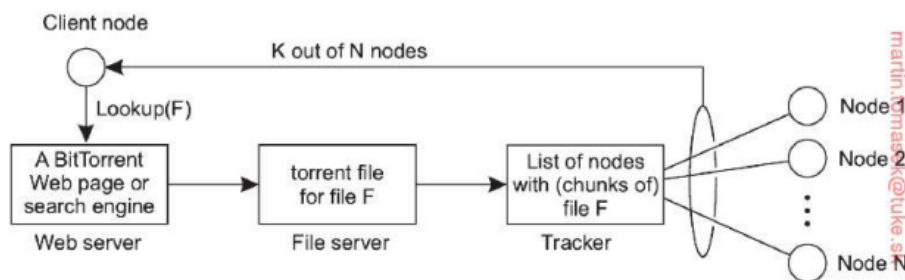 Client node
K out of N nodes
Lookup(F)
A BitTorrent
Web page or
search engine
Web server
torrent file
for file F
File server
List of nodes
with (chunks of)
file F
Tracker
Node 1
Node 2
Node N
martin.tomasek@tuke.sk